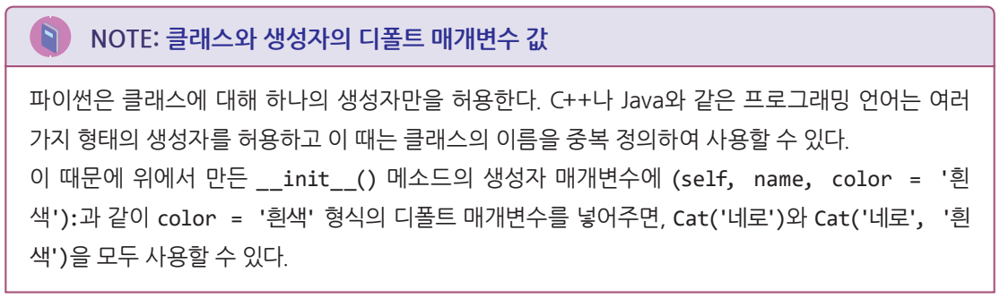 NOTE: 클래스와 생성자의 디폴트 매개변수 값
파이썬은 클래스에 대해 하나의 생성자만을 허용한다. C++나 Java와 같은 프로그래밍 언어는 여러
가지 형태의 생성자를 허용하고 이 때는 클래스의 이름을 중복 정의하여 사용할 수 있다.
이 때문에 위에서 만든 __init__() 메소드의 생성자 매개변수에 (self, name, color = '흰
색'):과 같이 color = '흰색' 형식의 디폴트 매개변수를 넣어주면, Cat('네로')와 Cat('네로', '흰
색')을 모두 사용할 수 있다.